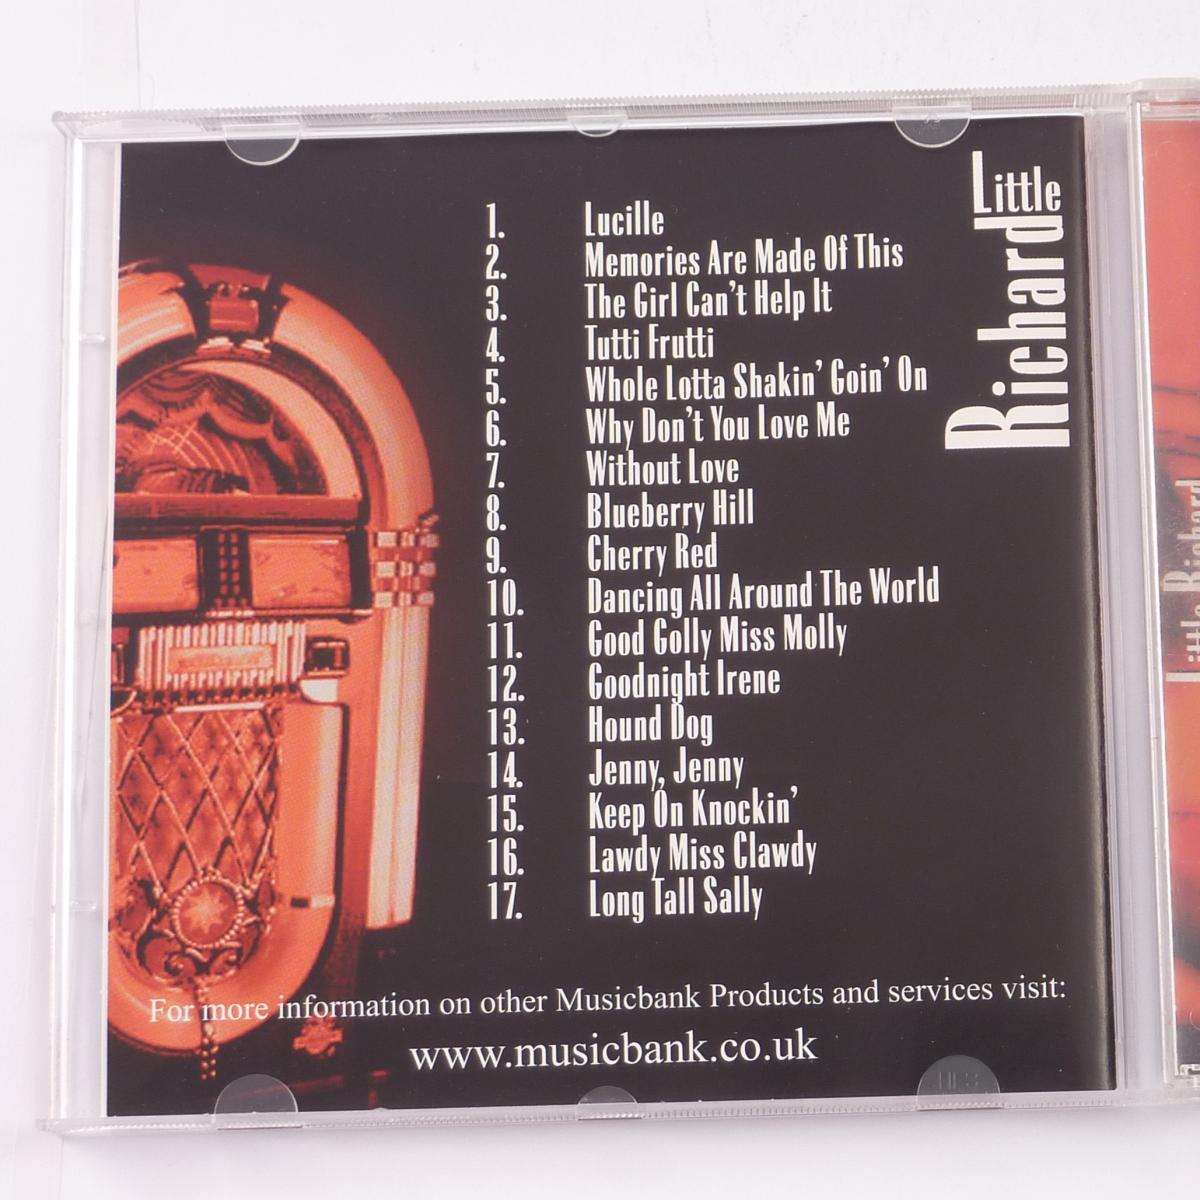 Little
Richard
1. Lucille
2. Memories Are Made Of This
3. The Girl Can't Help It
4. Tutti Frutti
5. Whole Lotta Shakin' Goin' On
6. Why Don't You Love Me
7. Without Love
8. Blueberry Hill
9. Cherry Red
10. Dancing All Around The World
11. Good Golly Miss Molly
12. Goodnight Irene
13. Hound Dog
14. Jenny, Jenny
15. Keep On Knockin'
16. Lawdy Miss Clawdy
17. Long Tall Sally
For more information on other Musicbank Products and services visit:
www.musicbank.co.uk
Little Richard